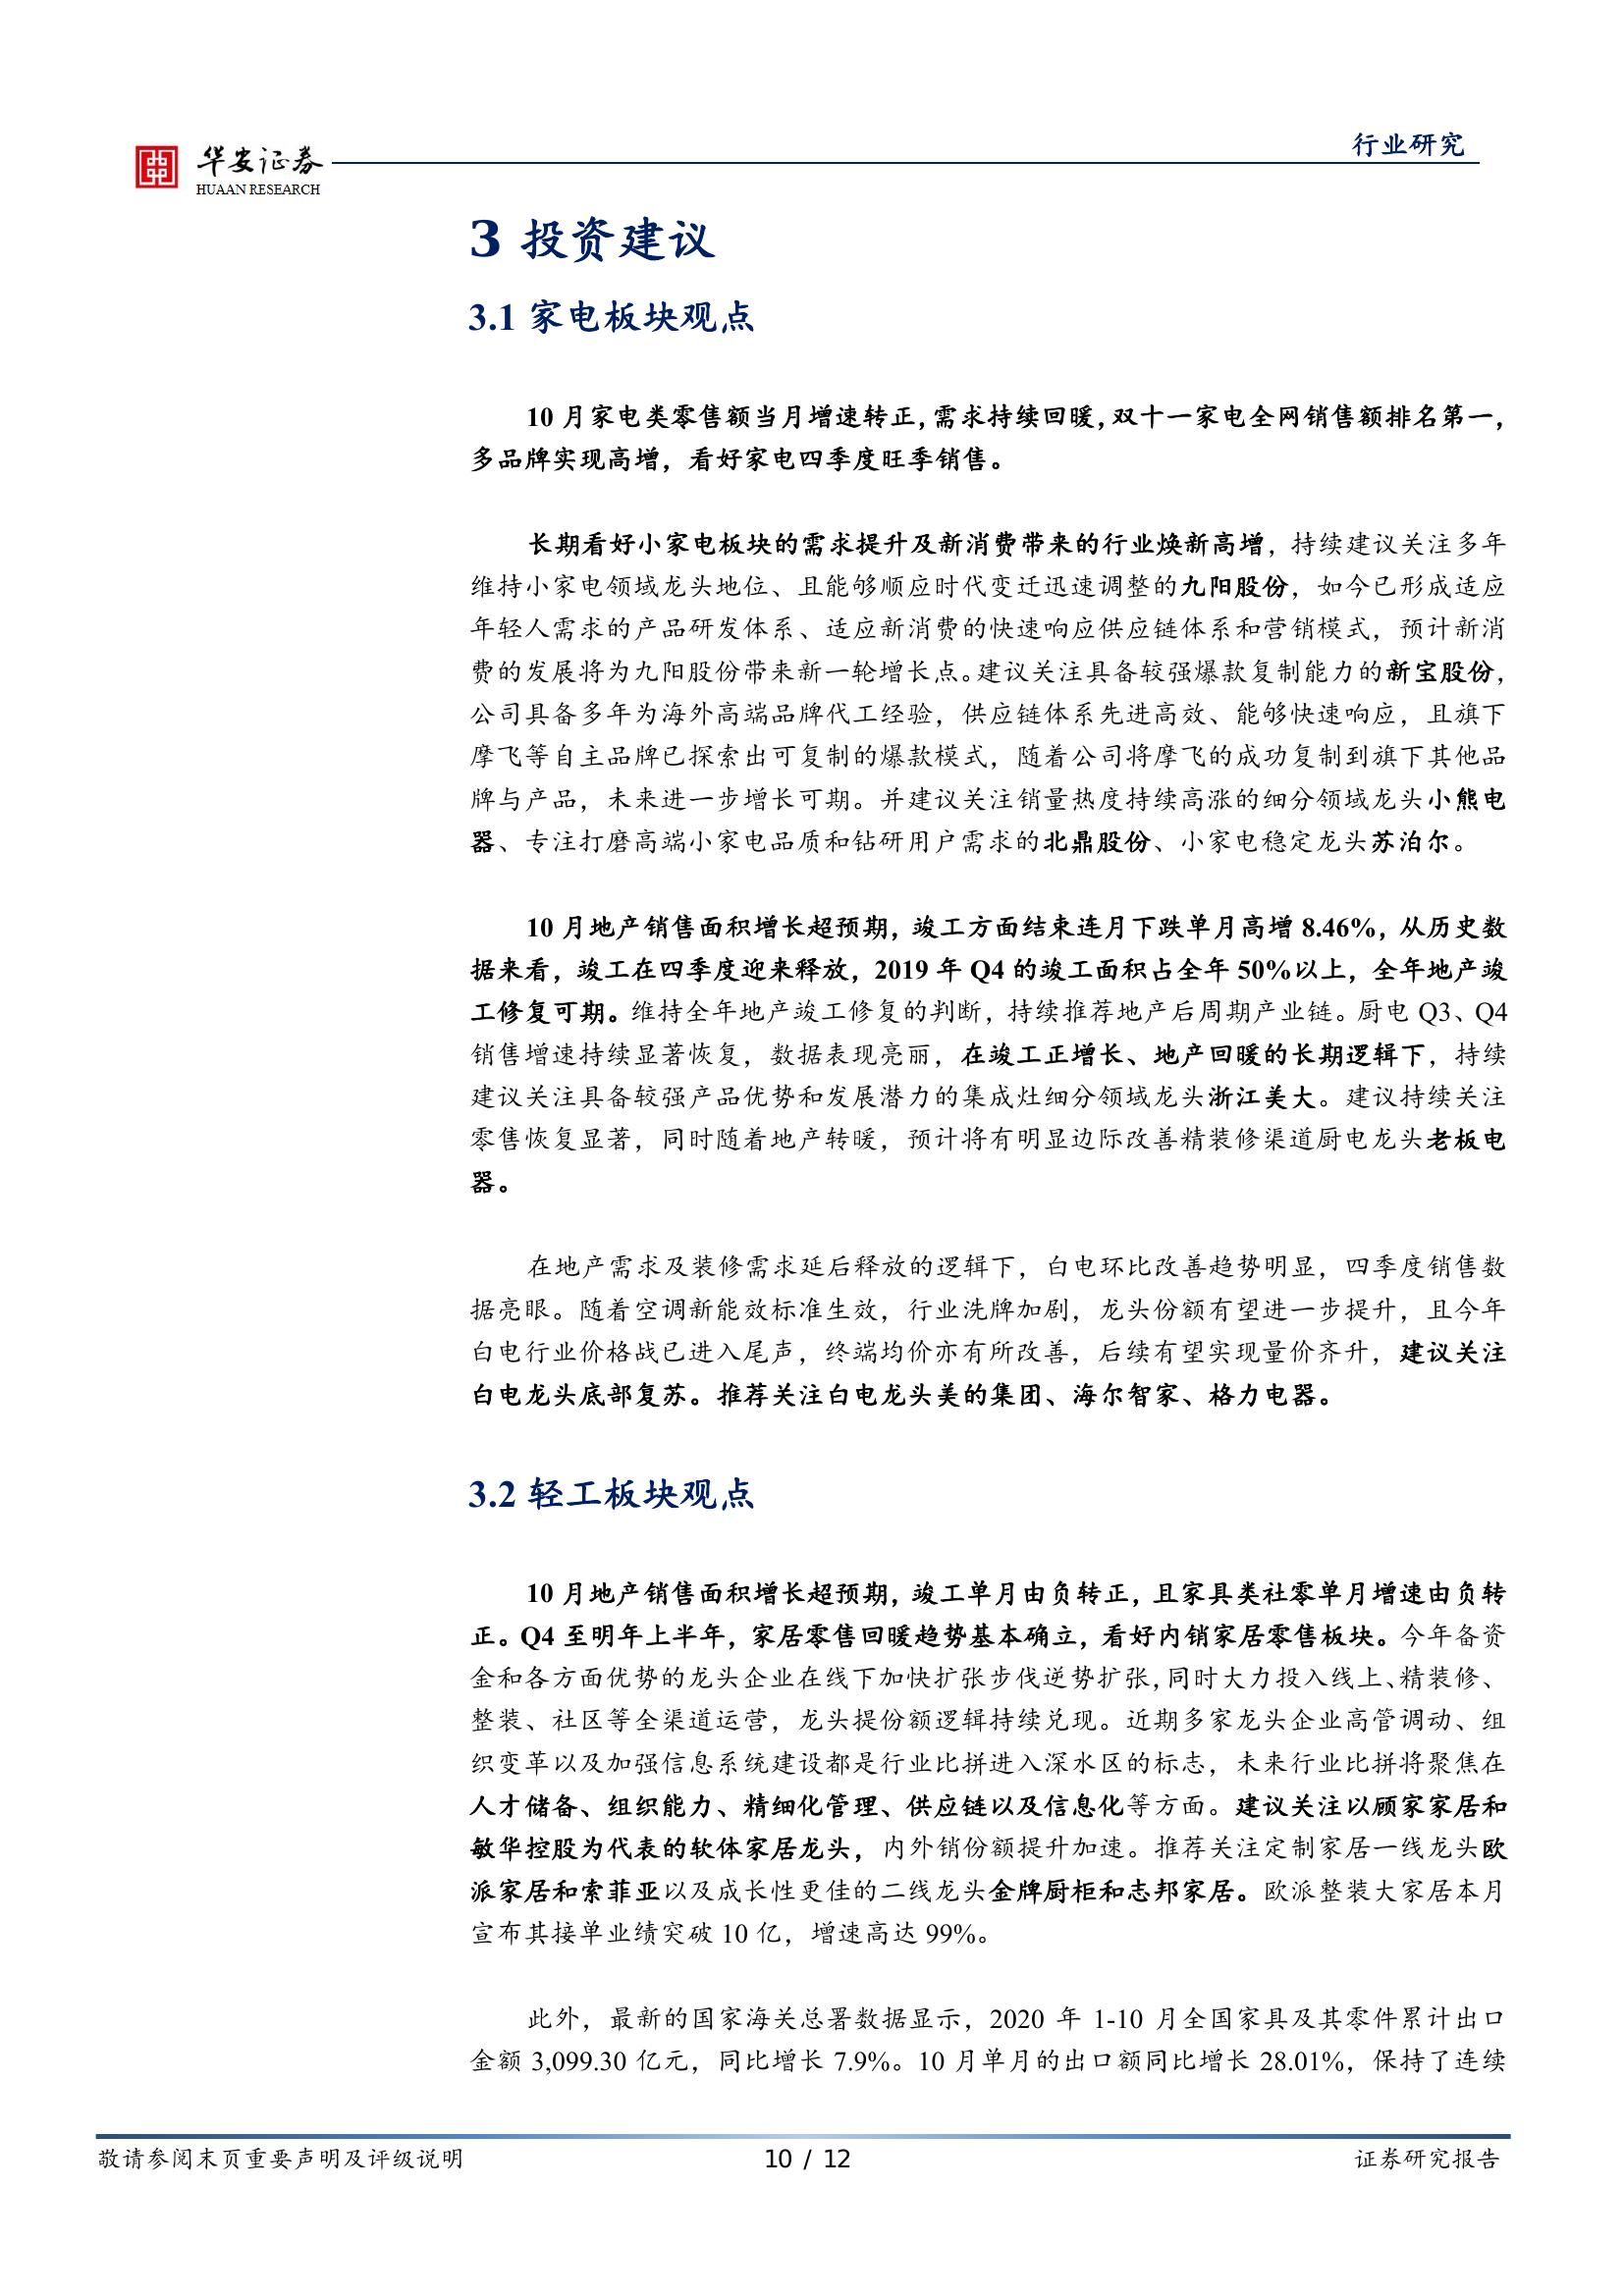 华安证券
HUAAN RESEARCH
行业研究
3 投资建议
3.1 家电板块观点
10 月家电类零售额当月增速转正，需求持续回暖，双十一家电全网销售额排名第一，
多品牌实现高增，看好家电四季度旺季销售。
长期看好小家电板块的需求提升及新消费带来的行业焕新高增，持续建议关注多年
维持小家电领域龙头地位、且能够顺应时代变迁迅速调整的九阳股份，如今已形成适应
年轻人需求的产品研发体系、适应新消费的快速响应供应链体系和营销模式，预计新消
费的发展将为九阳股份带来新一轮增长点。建议关注具备较强爆款复制能力的新宝股份，
公司具备多年为海外高端品牌代工经验，供应链体系先进高效、能够快速响应，且旗下
摩飞等自主品牌已探索出可复制的爆款模式，随着公司将摩飞的成功复制到旗下其他品
牌与产品，未来进一步增长可期。并建议关注销量热度持续高涨的细分领域龙头小熊电
器、专注打磨高端小家电品质和钻研用户需求的北鼎股份、小家电稳定龙头苏泊尔。
10 月地产销售面积增长超预期，竣工方面结束连月下跌单月高增 8.46%，从历史数
据来看，竣工在四季度迎来释放，2019 年 Q4 的竣工面积占全年 50%以上，全年地产竣
工修复可期。维持全年地产竣工修复的判断，持续推荐地产后周期产业链。厨电 Q3、Q4
销售增速持续显著恢复，数据表现亮丽，在竣工正增长、地产回暖的长期逻辑下，持续
建议关注具备较强产品优势和发展潜力的集成灶细分领域龙头浙江美大。建议持续关注
零售恢复显著，同时随着地产转暖，预计将有明显边际改善精装修渠道厨电龙头老板电
器。
在地产需求及装修需求延后释放的逻辑下，白电环比改善趋势明显，四季度销售数
据亮眼。随着空调新能效标准生效，行业洗牌加剧，龙头份额有望进一步提升，且今年
白电行业价格战已进入尾声，终端均价亦有所改善，后续有望实现量价齐升，建议关注
白电龙头底部复苏。推荐关注白电龙头美的集团、海尔智家、格力电器。
3.2 轻工板块观点
10 月地产销售面积增长超预期，竣工单月由负转正，且家具类社零单月增速由负转
正。Q4 至明年上半年，家居零售回暖趋势基本确立，看好内销家居零售板块。今年备资
金和各方面优势的龙头企业在线下加快扩张步伐逆势扩张，同时大力投入线上、精装修、
整装、社区等全渠道运营，龙头提份额逻辑持续兑现。近期多家龙头企业高管调动、组
织变革以及加强信息系统建设都是行业比拼进入深水区的标志，未来行业比拼将聚焦在
人才储备、组织能力、精细化管理、供应链以及信息化等方面。建议关注以顾家家居和
敏华控股为代表的软体家居龙头，内外销份额提升加速。推荐关注定制家居一线龙头欧
派家居和索菲亚以及成长性更佳的二线龙头金牌厨柜和志邦家居。欧派整装大家居本月
宣布其接单业绩突破 10 亿，增速高达 99%。
此外，最新的国家海关总署数据显示，2020 年 1-10 月全国家具及其零件累计出口
金额 3,099.30 亿元，同比增长 7.9%。10 月单月的出口额同比增长 28.01%，保持了连续
敬请参阅末页重要声明及评级说明
10 / 12
证券研究报告